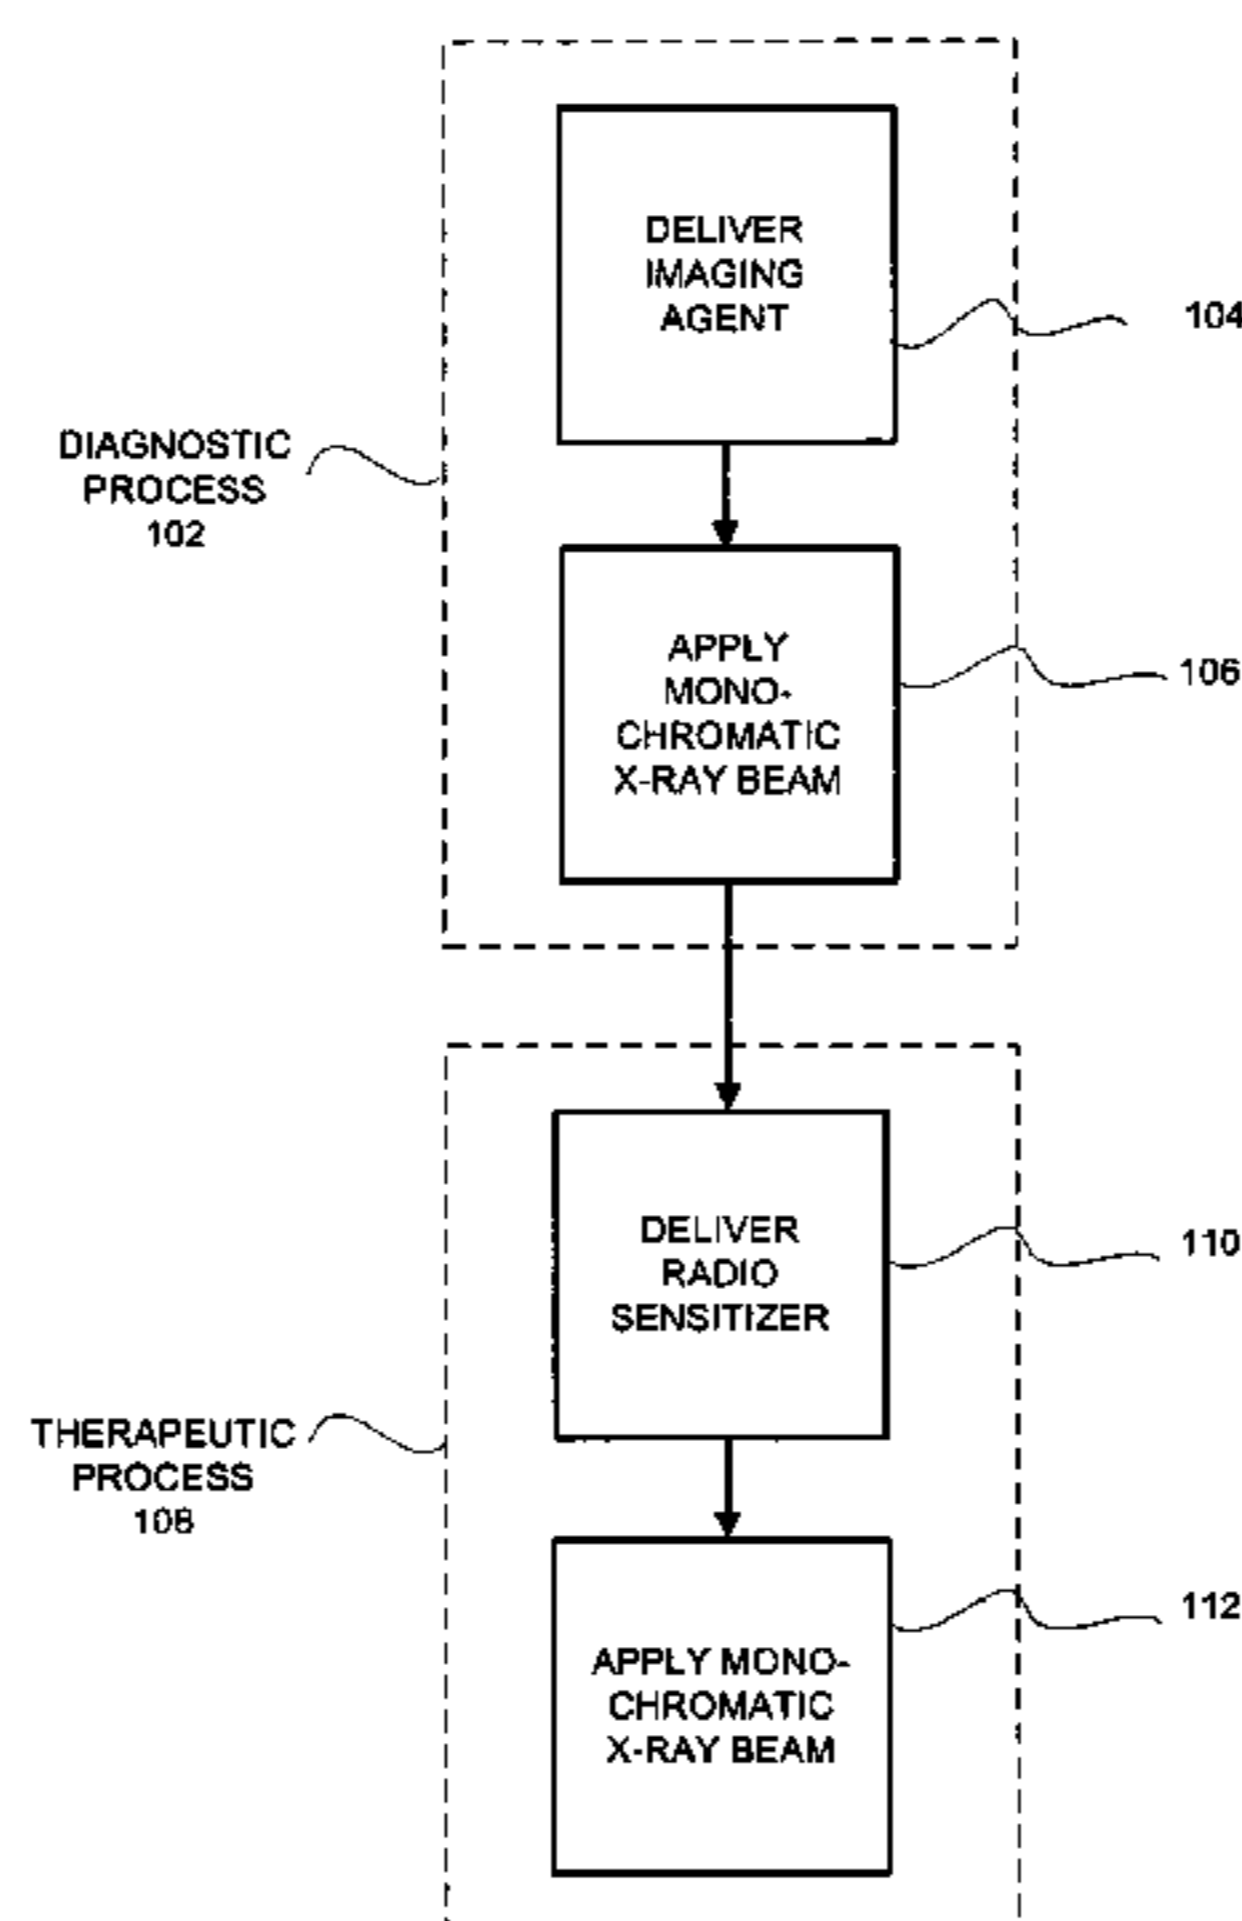 DELIVER
IMAGING
AGENT
104
DIAGNOSTIC
PROCESS
102
APPLY
MONO-
CHROMATIC
X-RAY BEAM
106
DELIVER
RADIO
SENSITIZER
110
THERAPEUTIC
PROCESS
108
APPLY MONO-
CHROMATIC
X-RAY BEAM
112